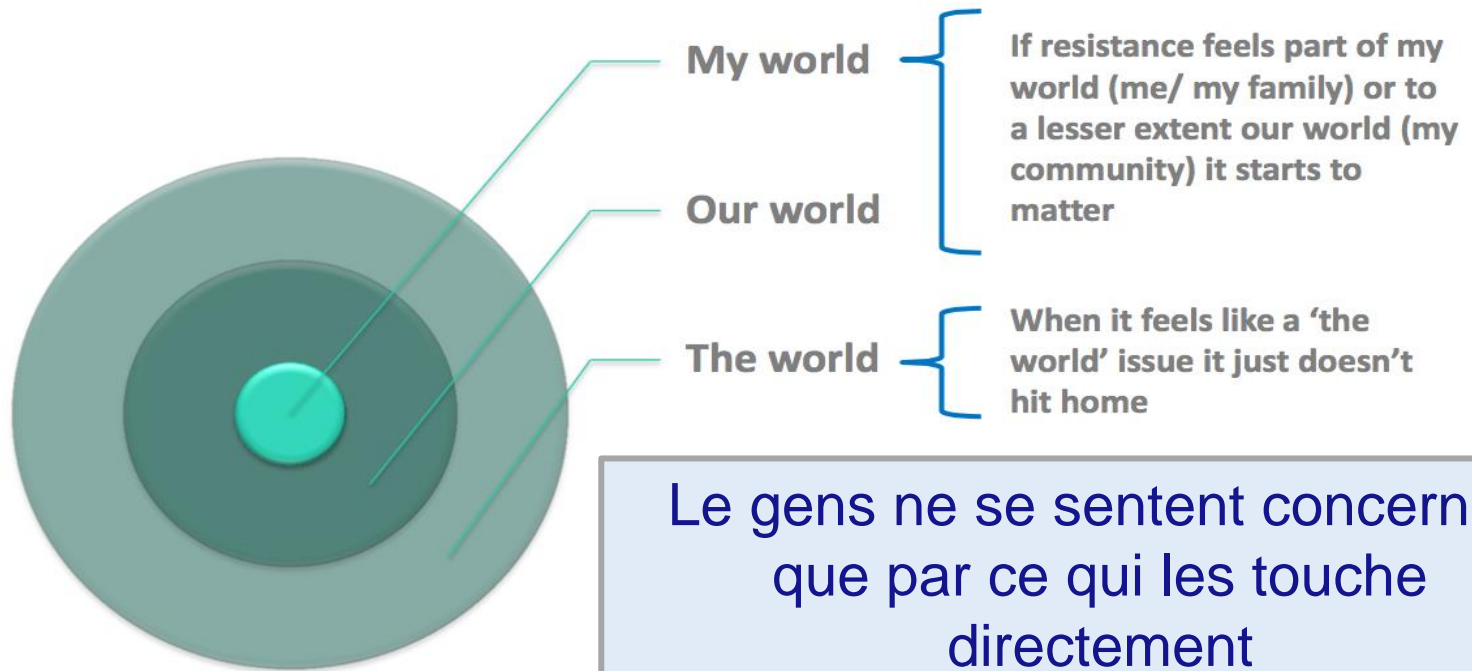 My world
If resistance feels part of my
world (me/ my family) or to
a lesser extent our world (my
community) it starts to
matter
Our world
The world
When it feels like a ‘the
world’ issue it just doesn’t
hit home
Le gens ne se sentent concern
que par ce qui les touche
directement